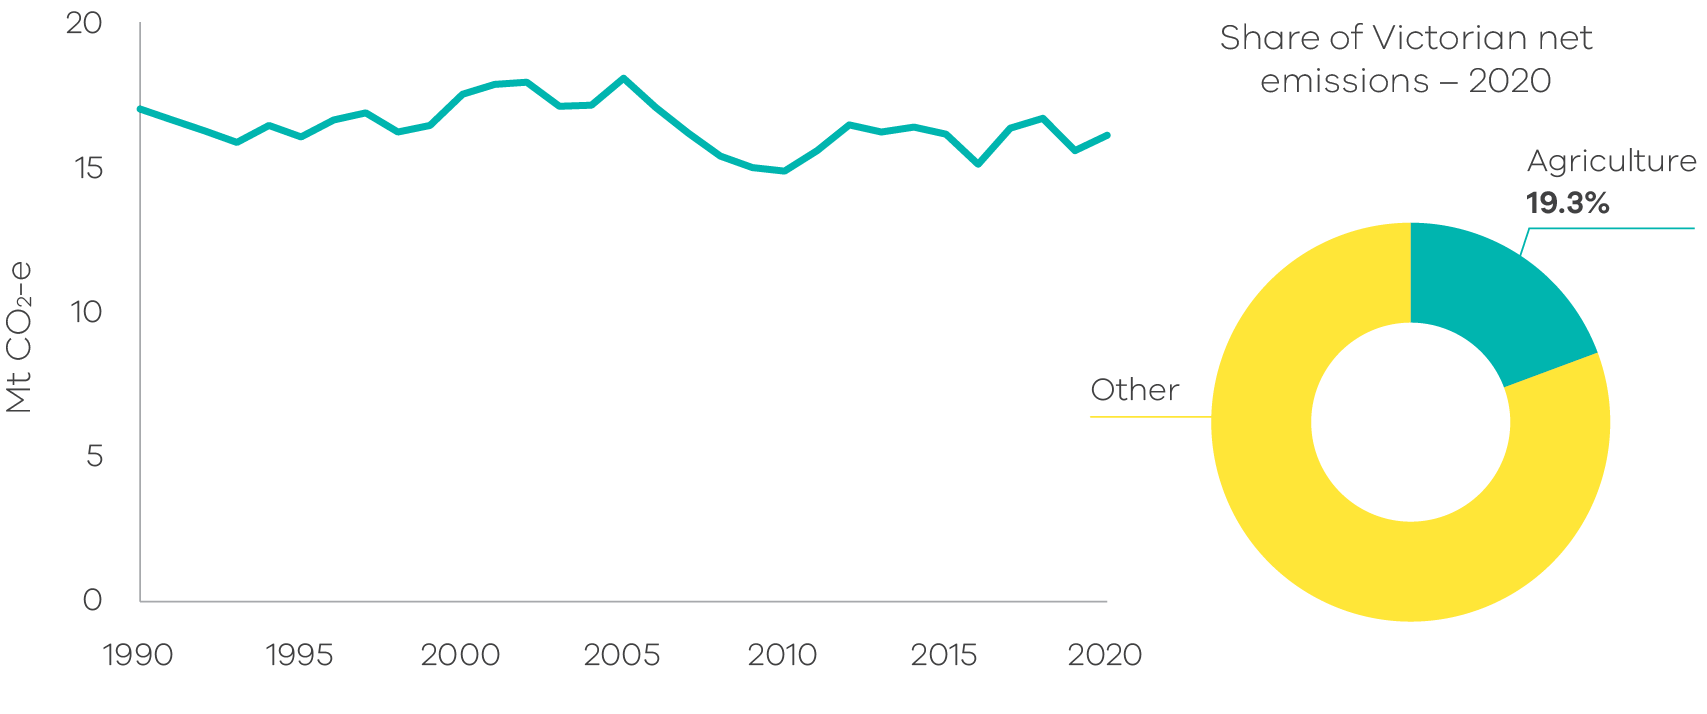 20
15
10
5
0
Mt CO₂-e
1990 1995 2000 2005 2010 2015 2020
Share of Victorian net
emissions – 2020
Agriculture
19.3%
Other